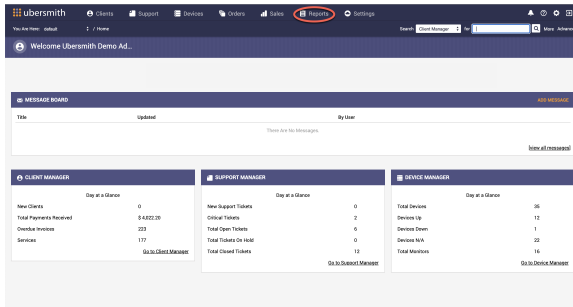 ubersmith Clients Support Devices Orders Sales Reports Settings
You Are Here: default / Home Search Client Manager for More Advance
Welcome Ubersmith Demo Ad...
MESSAGE BOARD ADD MESSAGE
Title Updated By User
There Are No Messages.
[view all messages]
CLIENT MANAGER
Day at a Glance
New Clients 0
Total Payments Received $ 4,022.20
Overdue Invoices 223
Services 177
Go to Client Manager
SUPPORT MANAGER
Day at a Glance
New Support Tickets 0
Critical Tickets 2
Total Open Tickets 6
Total Tickets On Hold 0
Total Closed Tickets 12
Go to Support Manager
DEVICE MANAGER
Day at a Glance
Total Devices 35
Devices Up 12
Devices Down 1
Devices N/A 22
Total Monitors 16
Go to Device Manager